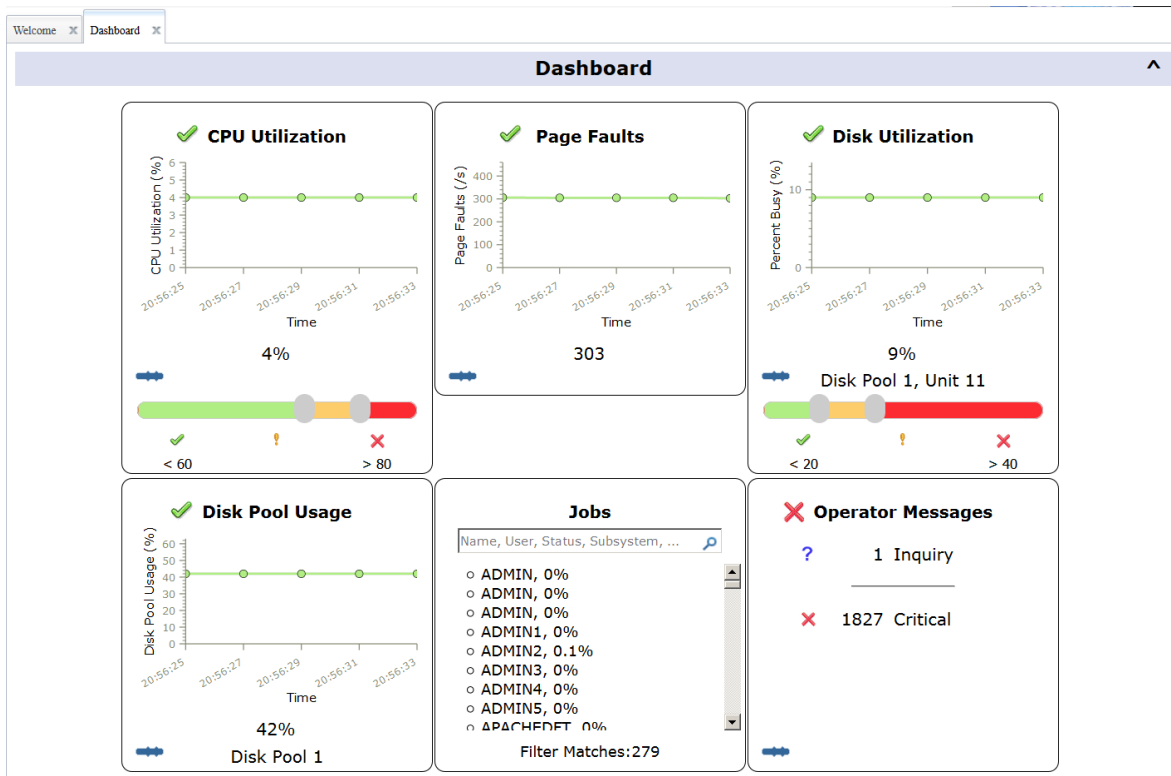 Welcome
Dashboard
Dashboard
^
CPU Utilization
CPU Utilization (%)
6
5
4
3
2
1
0
20:56:25
20:56:27
20:56:29
20:56:31
20:56:33
Time
4%
< 60
!
> 80
Page Faults
Page Faults (/s)
400
300
200
100
0
20:56:25
20:56:27
20:56:29
20:56:31
20:56:33
Time
303
Disk Utilization
Percent Busy (%)
10
0
20:56:25
20:56:27
20:56:29
20:56:31
20:56:33
Time
9%
Disk Pool 1, Unit 11
!
< 20
> 40
Disk Pool Usage
Disk Pool Usage (%)
60
50
40
30
20
10
0
20:56:25
20:56:27
20:56:29
20:56:31
20:56:33
Time
42%
Disk Pool 1
Jobs
Name, User, Status, Subsystem, ...
ADMIN, 0%
ADMIN, 0%
ADMIN, 0%
ADMIN1, 0%
ADMIN2, 0.1%
ADMIN3, 0%
ADMIN4, 0%
ADMIN5, 0%
APACHEDFT, 0%
Filter Matches:279
Operator Messages
? 1 Inquiry
1827 Critical